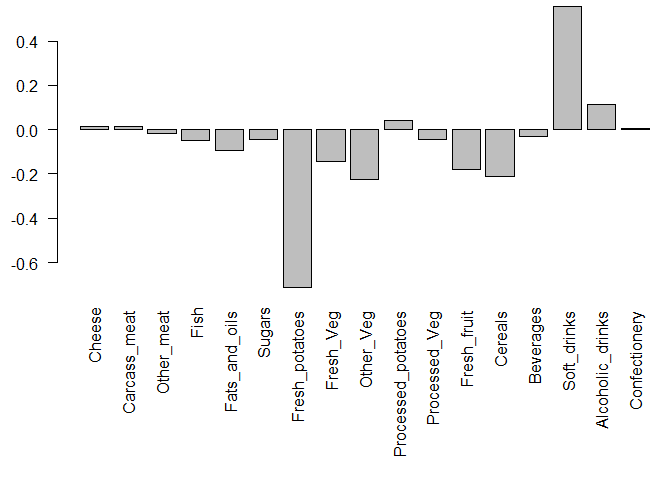 0.4
0.2
0.0
-0.2
-0.4
-0.6
Cheese
Carcass_meat
Other_meat
Fish
Fats_and_oils
Sugars
Fresh_potatoes
Fresh_Veg
Other_Veg
Processed_potatoes
Processed_Veg
Fresh_fruit
Cereals
Beverages
Soft_drinks
Alcoholic_drinks
Confectionery